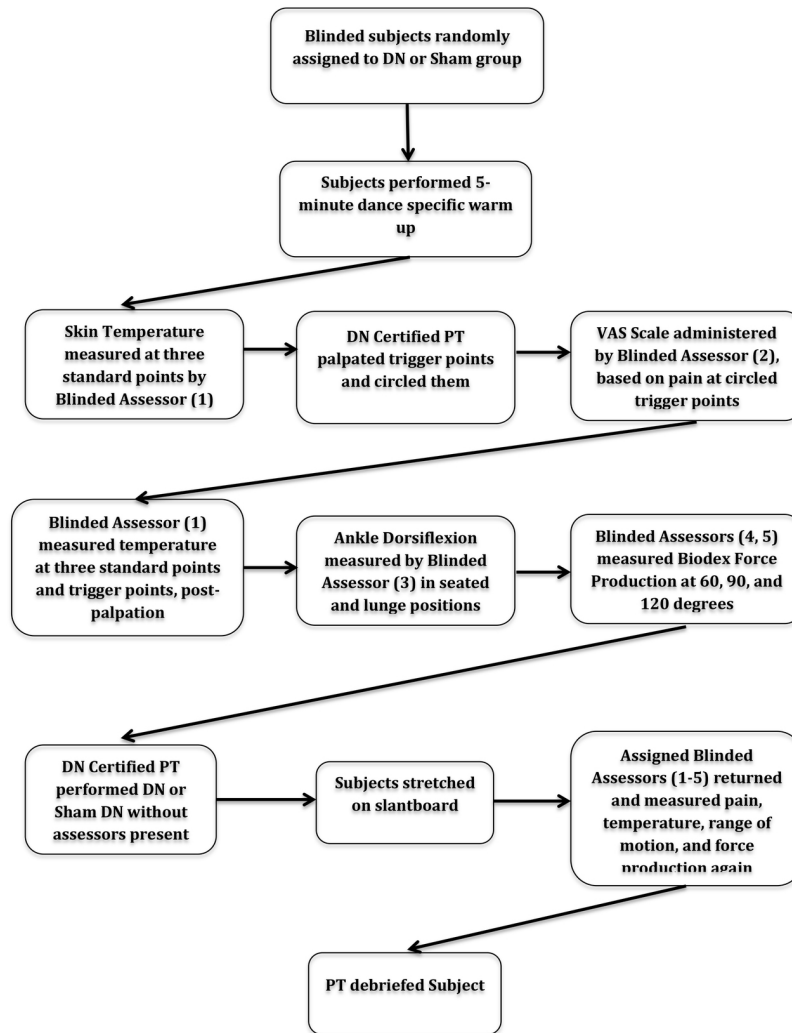 Blinded subjects randomly
assigned to DN or Sham group
Subjects performed 5-
minute dance specific warm
up
Skin Temperature
measured at three
standard points by
Blinded Assessor (1)
DN Certified PT
palpated trigger points
and circled them
VAS Scale administered
by Blinded Assessor (2),
based on pain at circled
trigger points
Blinded Assessor (1)
measured temperature
at three standard points
and trigger points, post-
palpation
Ankle Dorsiflexion
measured by Blinded
Assessor (3) in seated
and lunge positions
Blinded Assessors (4, 5)
measured Biodex Force
Production at 60, 90, and
120 degrees
DN Certified PT
performed DN or
Sham DN without
assessors present
Subjects stretched
on slantboard
Assigned Blinded
Assessors (1-5) returned
and measured pain,
temperature, range of
motion, and force
production again
PT debriefed Subject